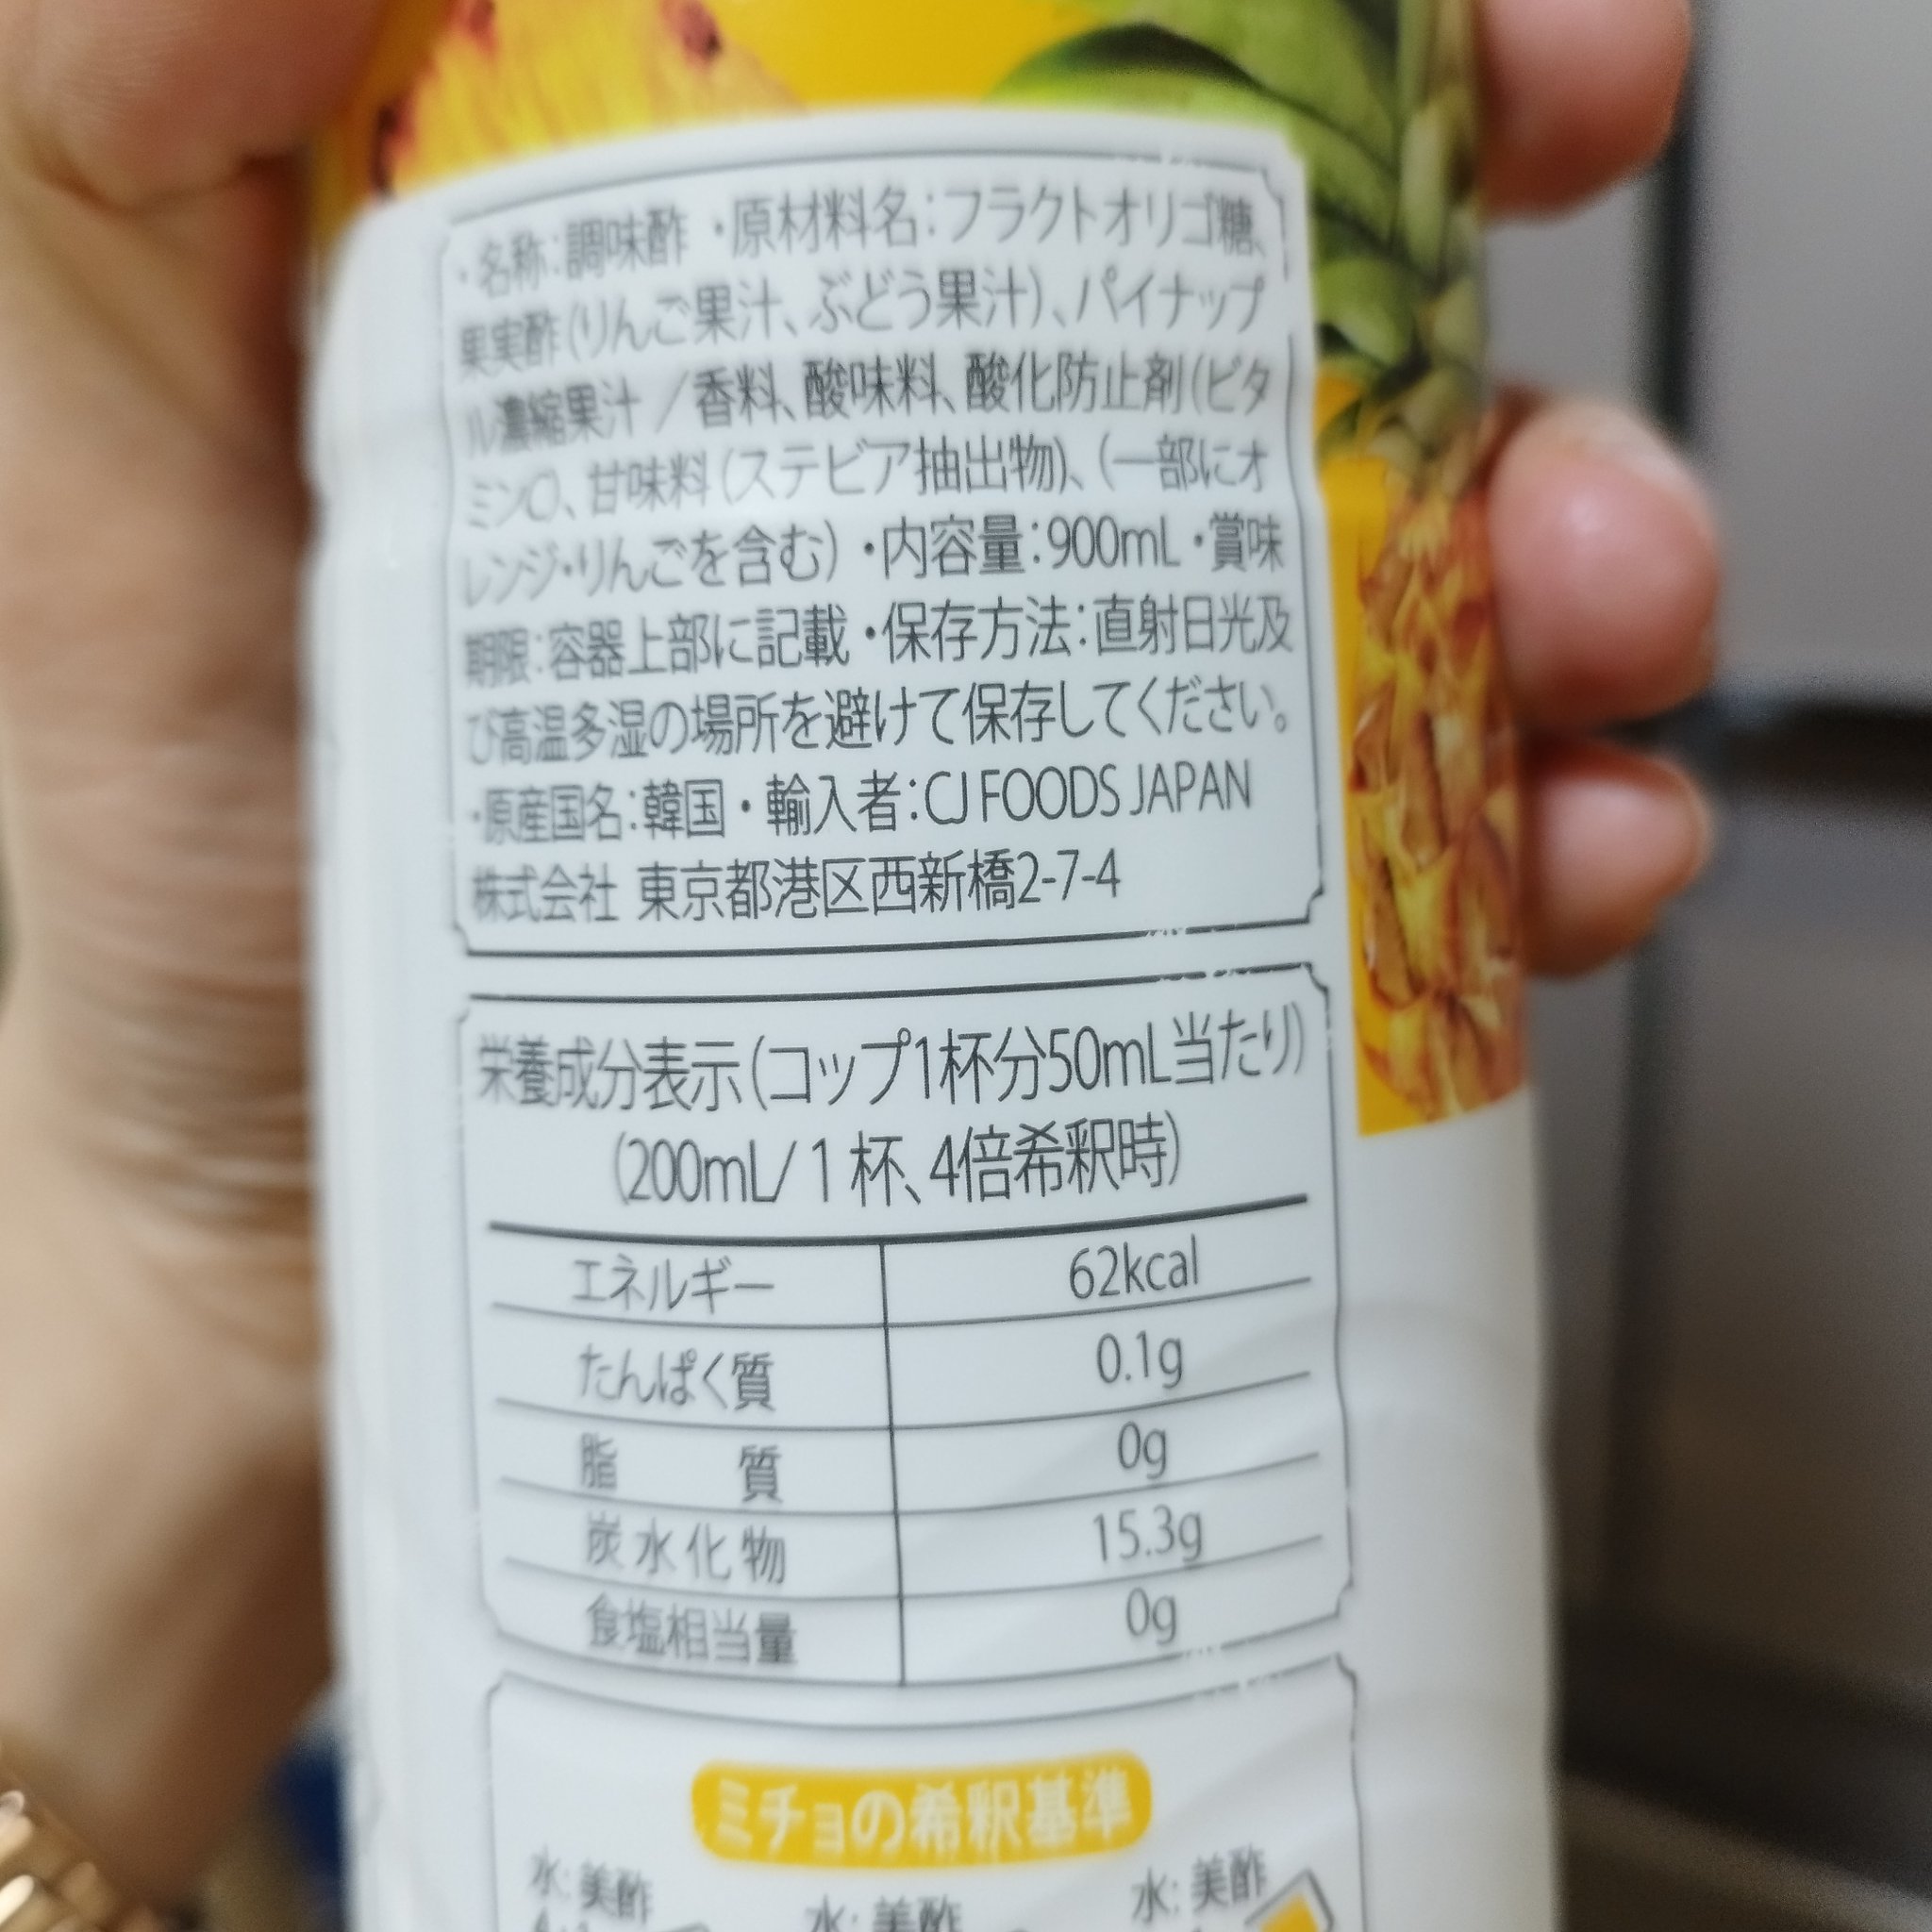 ・名称:調味酢 ・原材料名:フラクトオリゴ糖、
果実酢(りんご果汁、ぶどう果汁)、パイナップ
ル濃縮果汁 / 香料、酸味料、酸化防止剤(ビタ
ミンC)、甘味料(ステビア抽出物)、(一部にオ
レンジ・りんごを含む) ・内容量:900mL ・賞味
期限:容器上部に記載 ・保存方法:直射日光及
び高温多湿の場所を避けて保存してください。
・原産国名:韓国・輸入者:CJ FOODS JAPAN
株式会社 東京都港区西新橋2-7-4
栄養成分表示(コップ1杯分50mL当たり)
(200mL/ 1 杯、4倍希釈時)
エネルギー 62kcal
たんぱく質 0.1g
脂質 0g
炭水化物 15.3g
食塩相当量 0g
ミチョの希釈基準
水:美酢 水:美酢 水:美酢